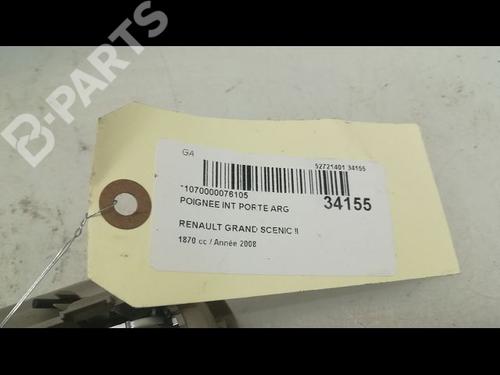 B-PARTS
GA
52721401 34155
*1070000076105
POIGNEE INT PORTE ARG
34155
RENAULT GRAND SCENIC II
1870 cc / Année 2008